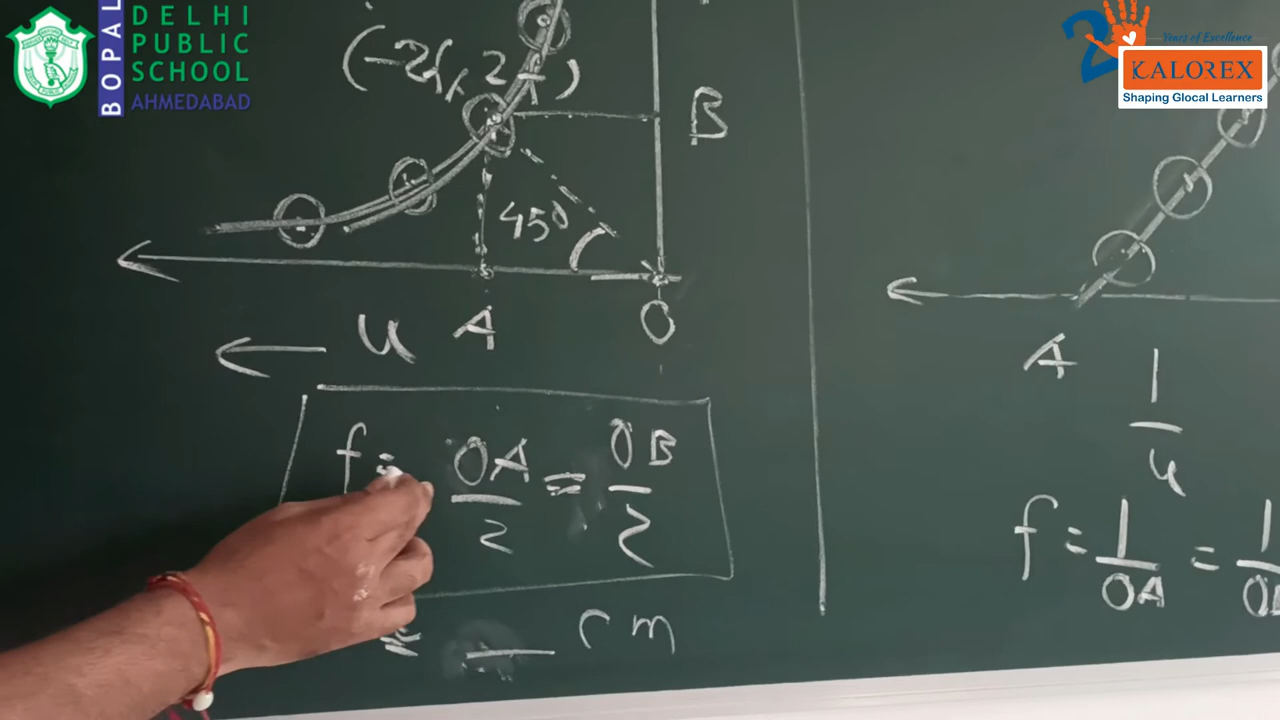 BOPAL
DELHI
PUBLIC
SCHOOL
AHMEDABAD
Years of Excellence
KALOREX
Shaping Glocal Learners
(-2f, 2f)
B
45°
A
O
u
f = OA/2 = OB/2
___ cm
A
1/u
f = 1/OA = 1/